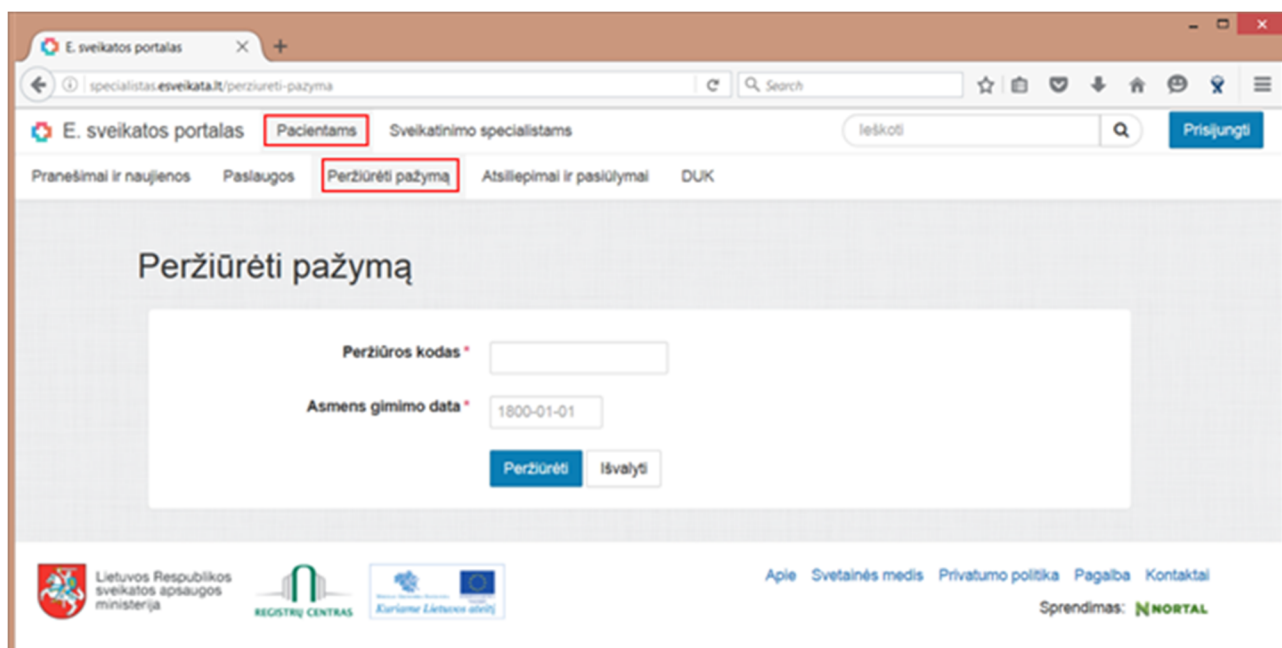 E. sveikatos portalas
specialistas.esveikata.lt/perziureti-pazyma
Search
E. sveikatos portalas Pacientams Sveikatinimo specialistams Ieškoti Prisijungti
Pranešimai ir naujienos Paslaugos Peržiūrėti pažymą Atsiliepimai ir pasiūlymai DUK
Peržiūrėti pažymą
Peržiūros kodas *
Asmens gimimo data * 1800-01-01
Peržiūrėti Išvalyti
Lietuvos Respublikos
sveikatos apsaugos
ministerija
REGISTRŲ CENTRAS
Kuriame Lietuvos ateitį
Apie Svetainės medis Privatumo politika Pagalba Kontaktai
Sprendimas: NORTAL